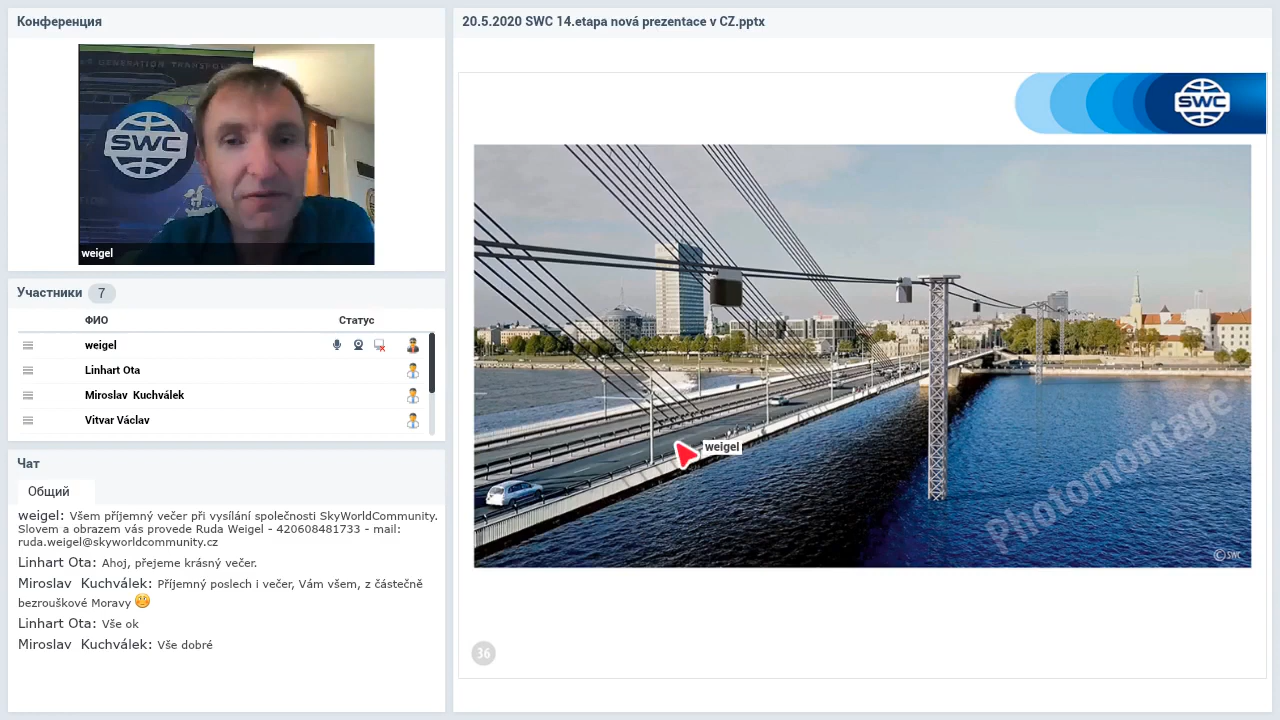 Конференция
GENERATION TRANSPO
SWC
weigel
Участники 7
ФИО Статус
weigel
Linhart Ota
Miroslav Kuchválek
Vitvar Václav
Чат
Общий
weigel: Všem příjemný večer při vysílání společnosti SkyWorldCommunity.
Slovem a obrazem vás provede Ruda Weigel - 420608481733 - mail:
ruda.weigel@skyworldcommunity.cz
Linhart Ota: Ahoj, přejeme krásný večer.
Miroslav Kuchválek: Příjemný poslech i večer, Vám všem, z částečně
bezrouškové Moravy
Linhart Ota: Vše ok
Miroslav Kuchválek: Vše dobré
20.5.2020 SWC 14.etapa nová prezentace v CZ.pptx
SWC
weigel
Photomontage
© SWC
36